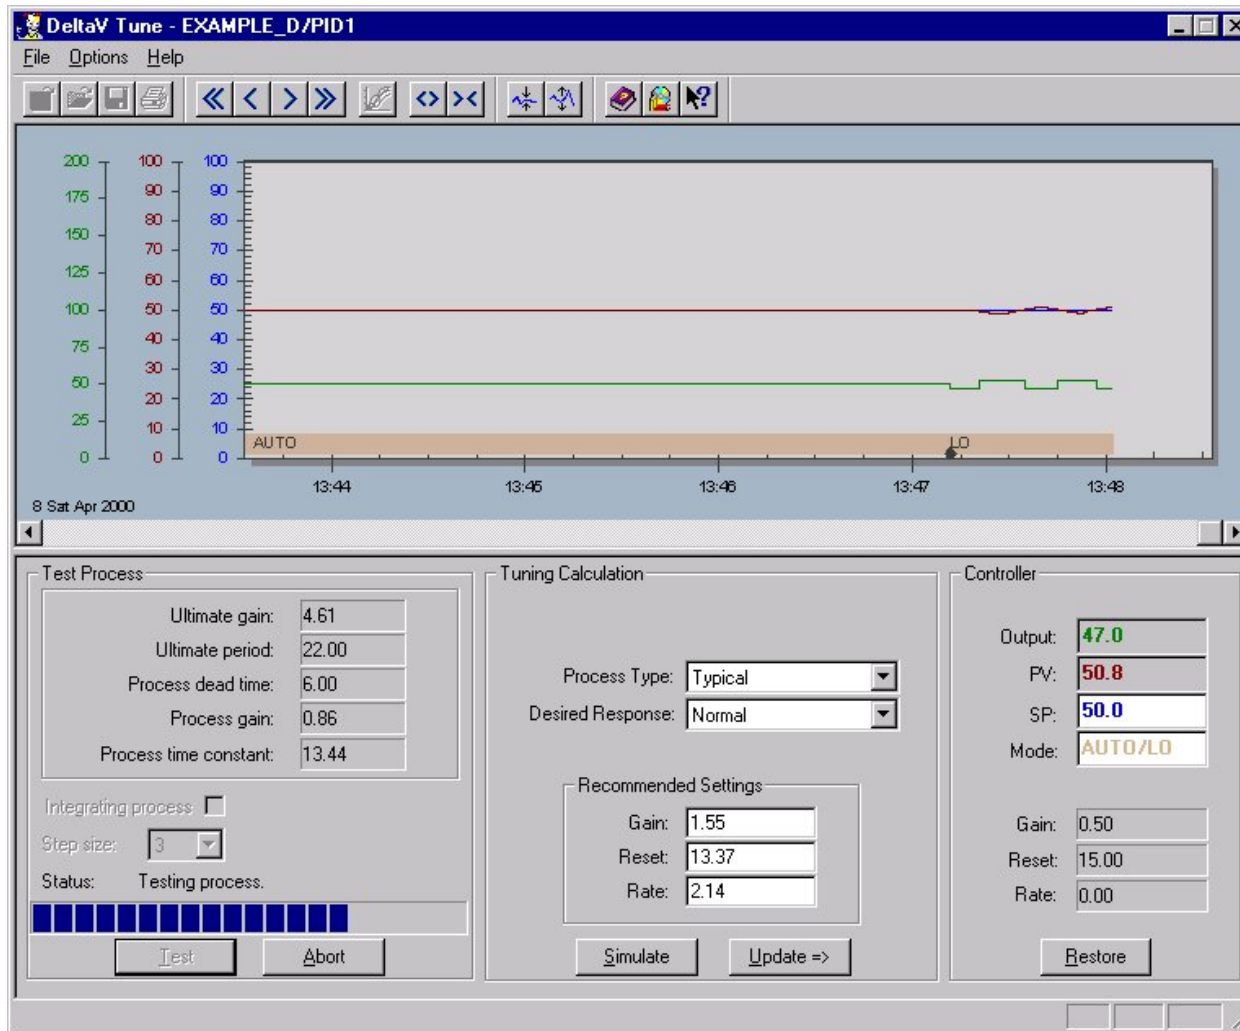 DeltaV Tune - EXAMPLE_D/PID1
File Options Help
200 100 100
175 90 90
150 80 80
125 70 70
60 60
100 50 50
75 40 40
50 30 30
25 20 20
10 10
0 0 0
AUTO LO
13:44 13:45 13:46 13:47 13:48
8 Sat Apr 2000
Test Process
Ultimate gain: 4.61
Ultimate period: 22.00
Process dead time: 6.00
Process gain: 0.86
Process time constant: 13.44
Integrating process
Step size: 3
Status: Testing process.
Test Abort
Tuning Calculation
Process Type: Typical
Desired Response: Normal
Recommended Settings
Gain: 1.55
Reset: 13.37
Rate: 2.14
Simulate Update =>
Controller
Output: 47.0
PV: 50.8
SP: 50.0
Mode: AUTO/LO
Gain: 0.50
Reset: 15.00
Rate: 0.00
Restore